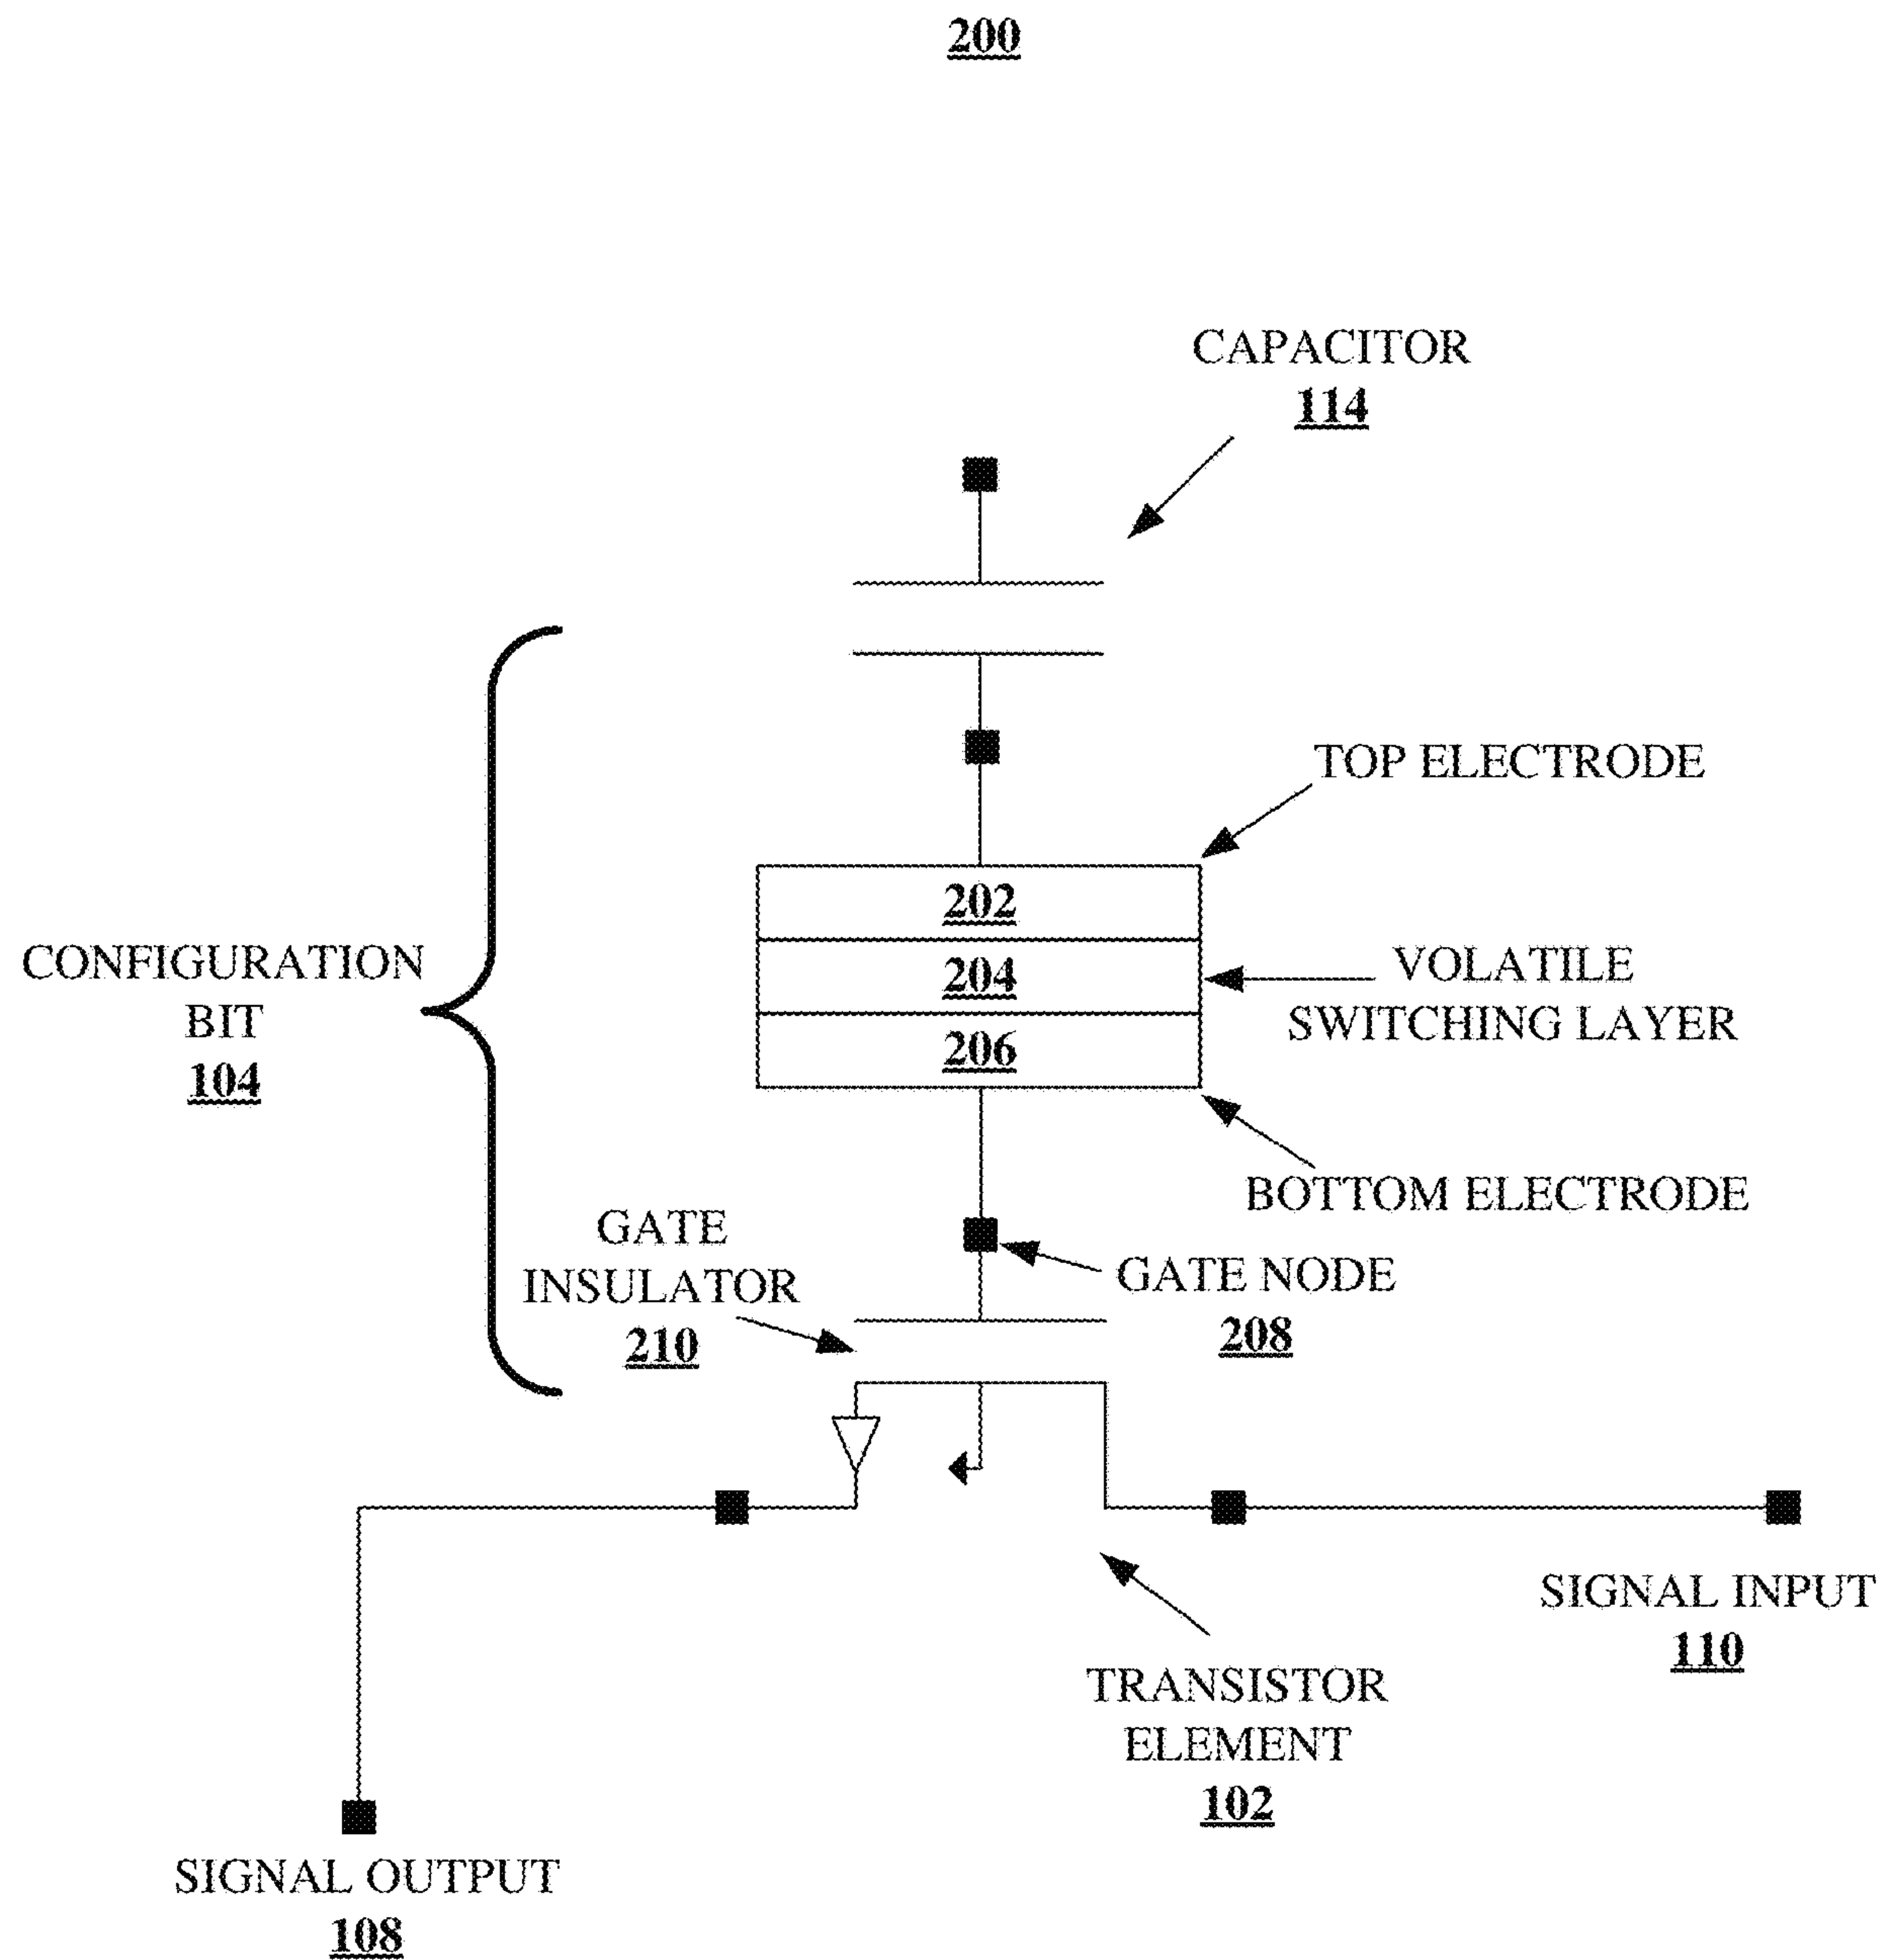 200
CAPACITOR
114
TOP ELECTRODE
202
CONFIGURATION
BIT
104
204
VOLATILE
SWITCHING LAYER
206
BOTTOM ELECTRODE
GATE
INSULATOR
210
GATE NODE
208
SIGNAL INPUT
110
TRANSISTOR
ELEMENT
102
SIGNAL OUTPUT
108